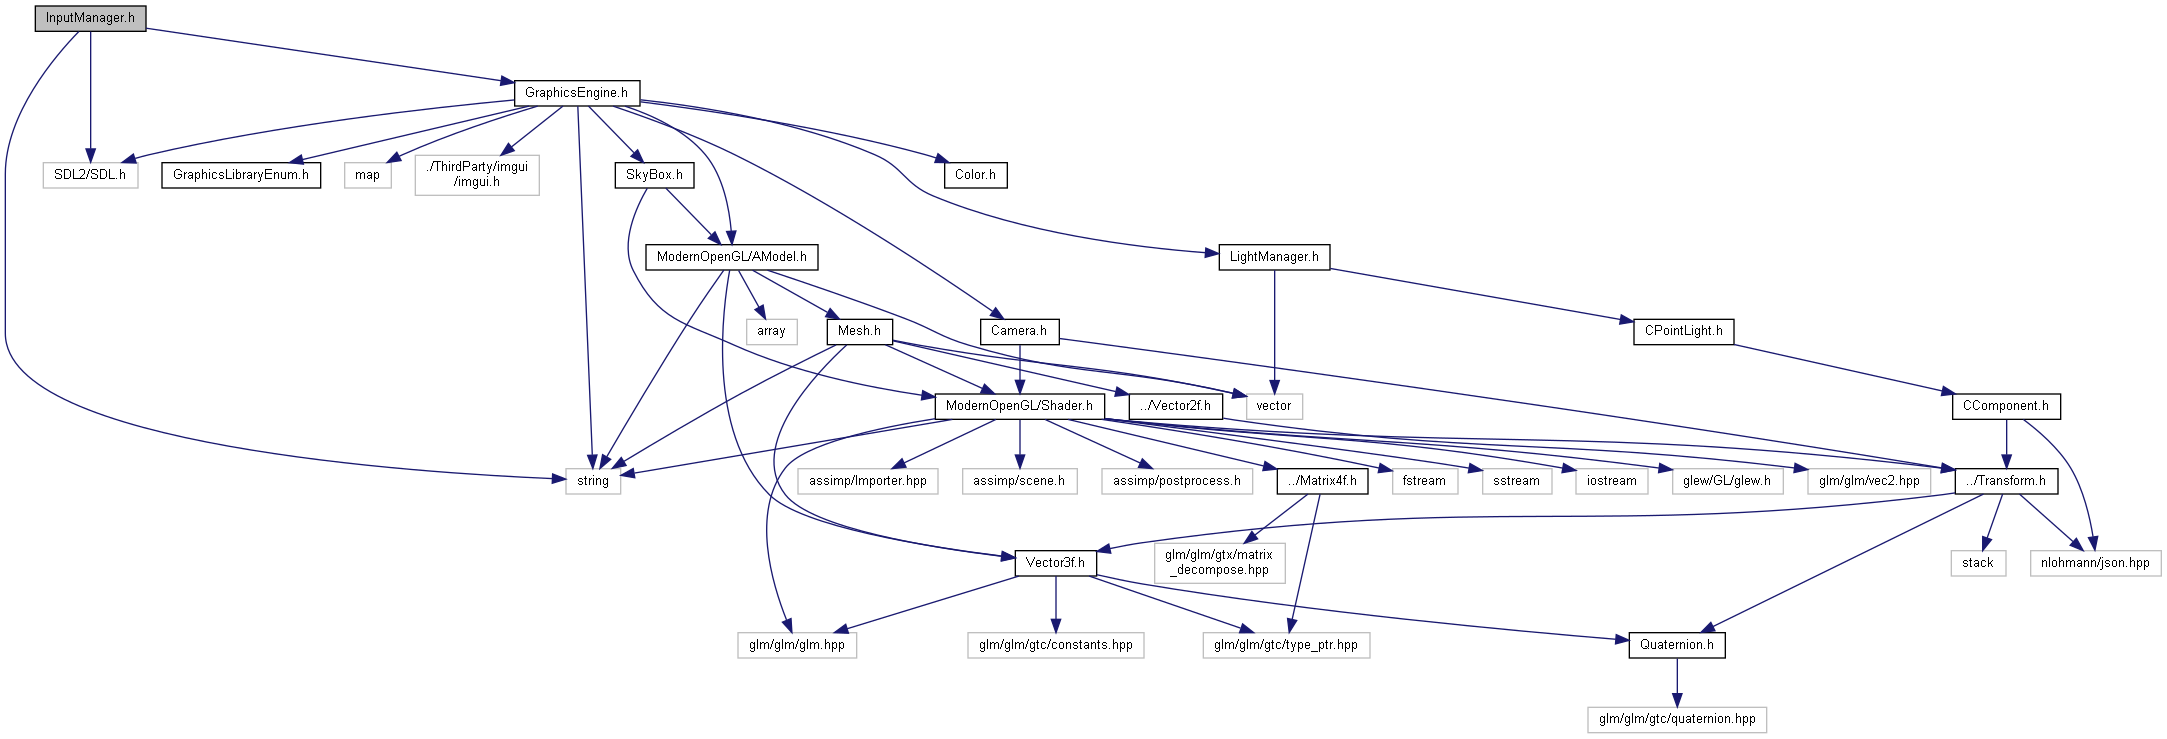 InputManager.h
GraphicsEngine.h
SDL2/SDL.h
GraphicsLibraryEnum.h
map
./ThirdParty/imgui
/imgui.h
SkyBox.h
Color.h
ModernOpenGL/AModel.h
LightManager.h
array
Mesh.h
Camera.h
CPointLight.h
ModernOpenGL/Shader.h
../Vector2f.h
vector
CComponent.h
string
assimp/Importer.hpp
assimp/scene.h
assimp/postprocess.h
../Matrix4f.h
fstream
sstream
iostream
glew/GL/glew.h
glm/glm/vec2.hpp
../Transform.h
Vector3f.h
glm/glm/gtx/matrix
_decompose.hpp
stack
nlohmann/json.hpp
glm/glm/glm.hpp
glm/glm/gtc/constants.hpp
glm/glm/gtc/type_ptr.hpp
Quaternion.h
glm/glm/gtc/quaternion.hpp